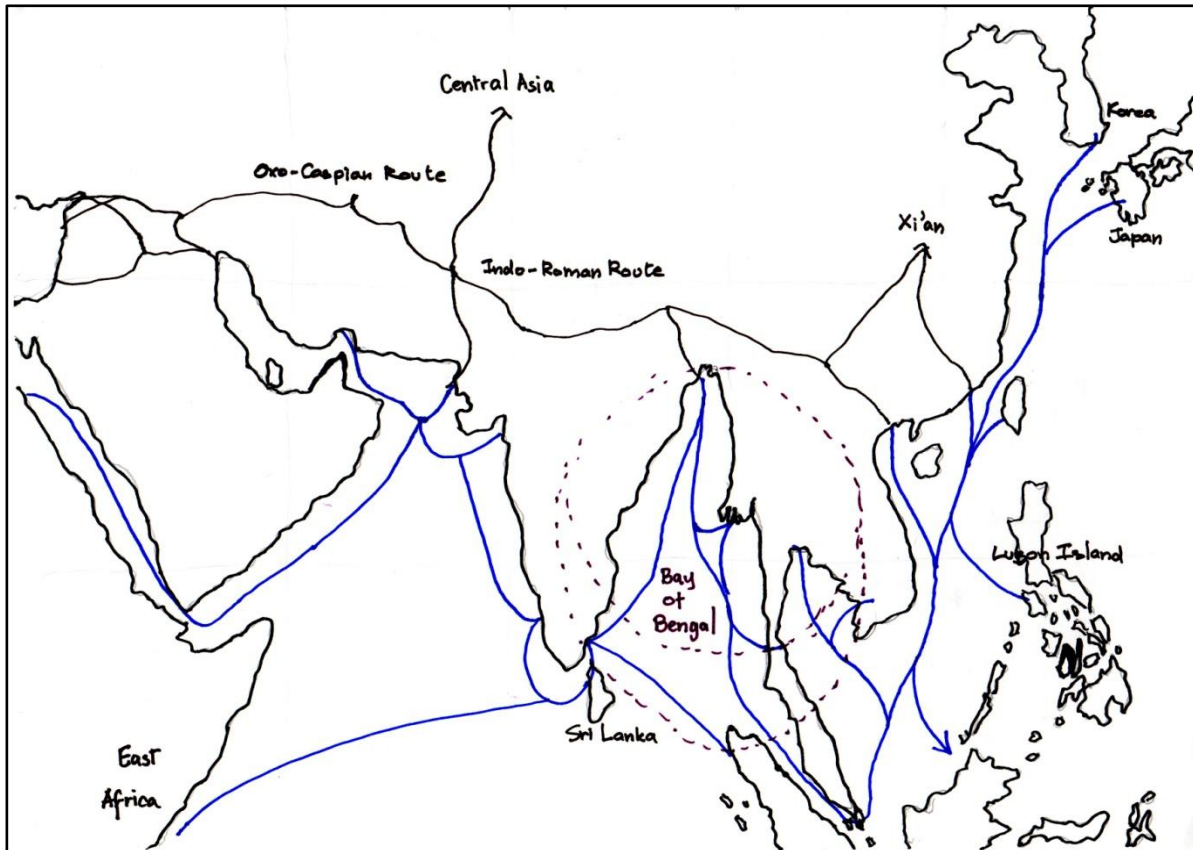 Central Asia
Oxo-Caspian Route
Indo-Roman Route
Xi'an
Korea
Japan
Luzon Island
Bay
of
Bengal
Sri Lanka
East
Africa